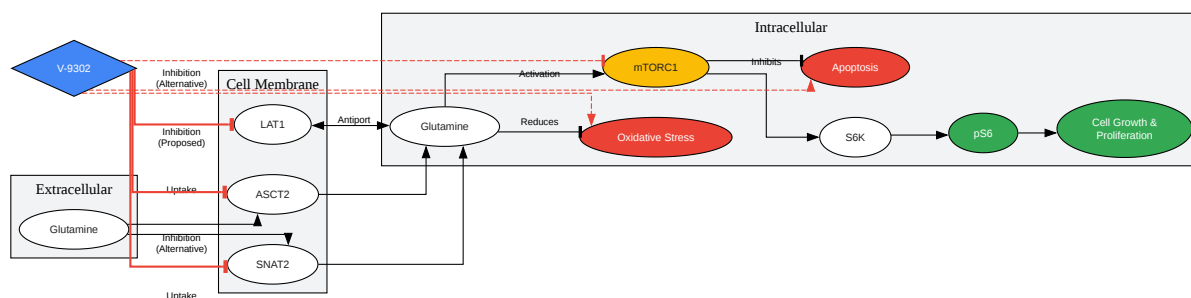 Intracellular
V-9302
Inhibition
(Alternative)
Cell Membrane
Activation
mTORC1
Inhibits
Apoptosis
LAT1
Antiport
Glutamine
Reduces
Oxidative Stress
S6K
pS6
Cell Growth &
Proliferation
Inhibition
(Proposed)
Extracellular
Uptake
ASCT2
Glutamine
Inhibition
(Alternative)
SNAT2
Uptake